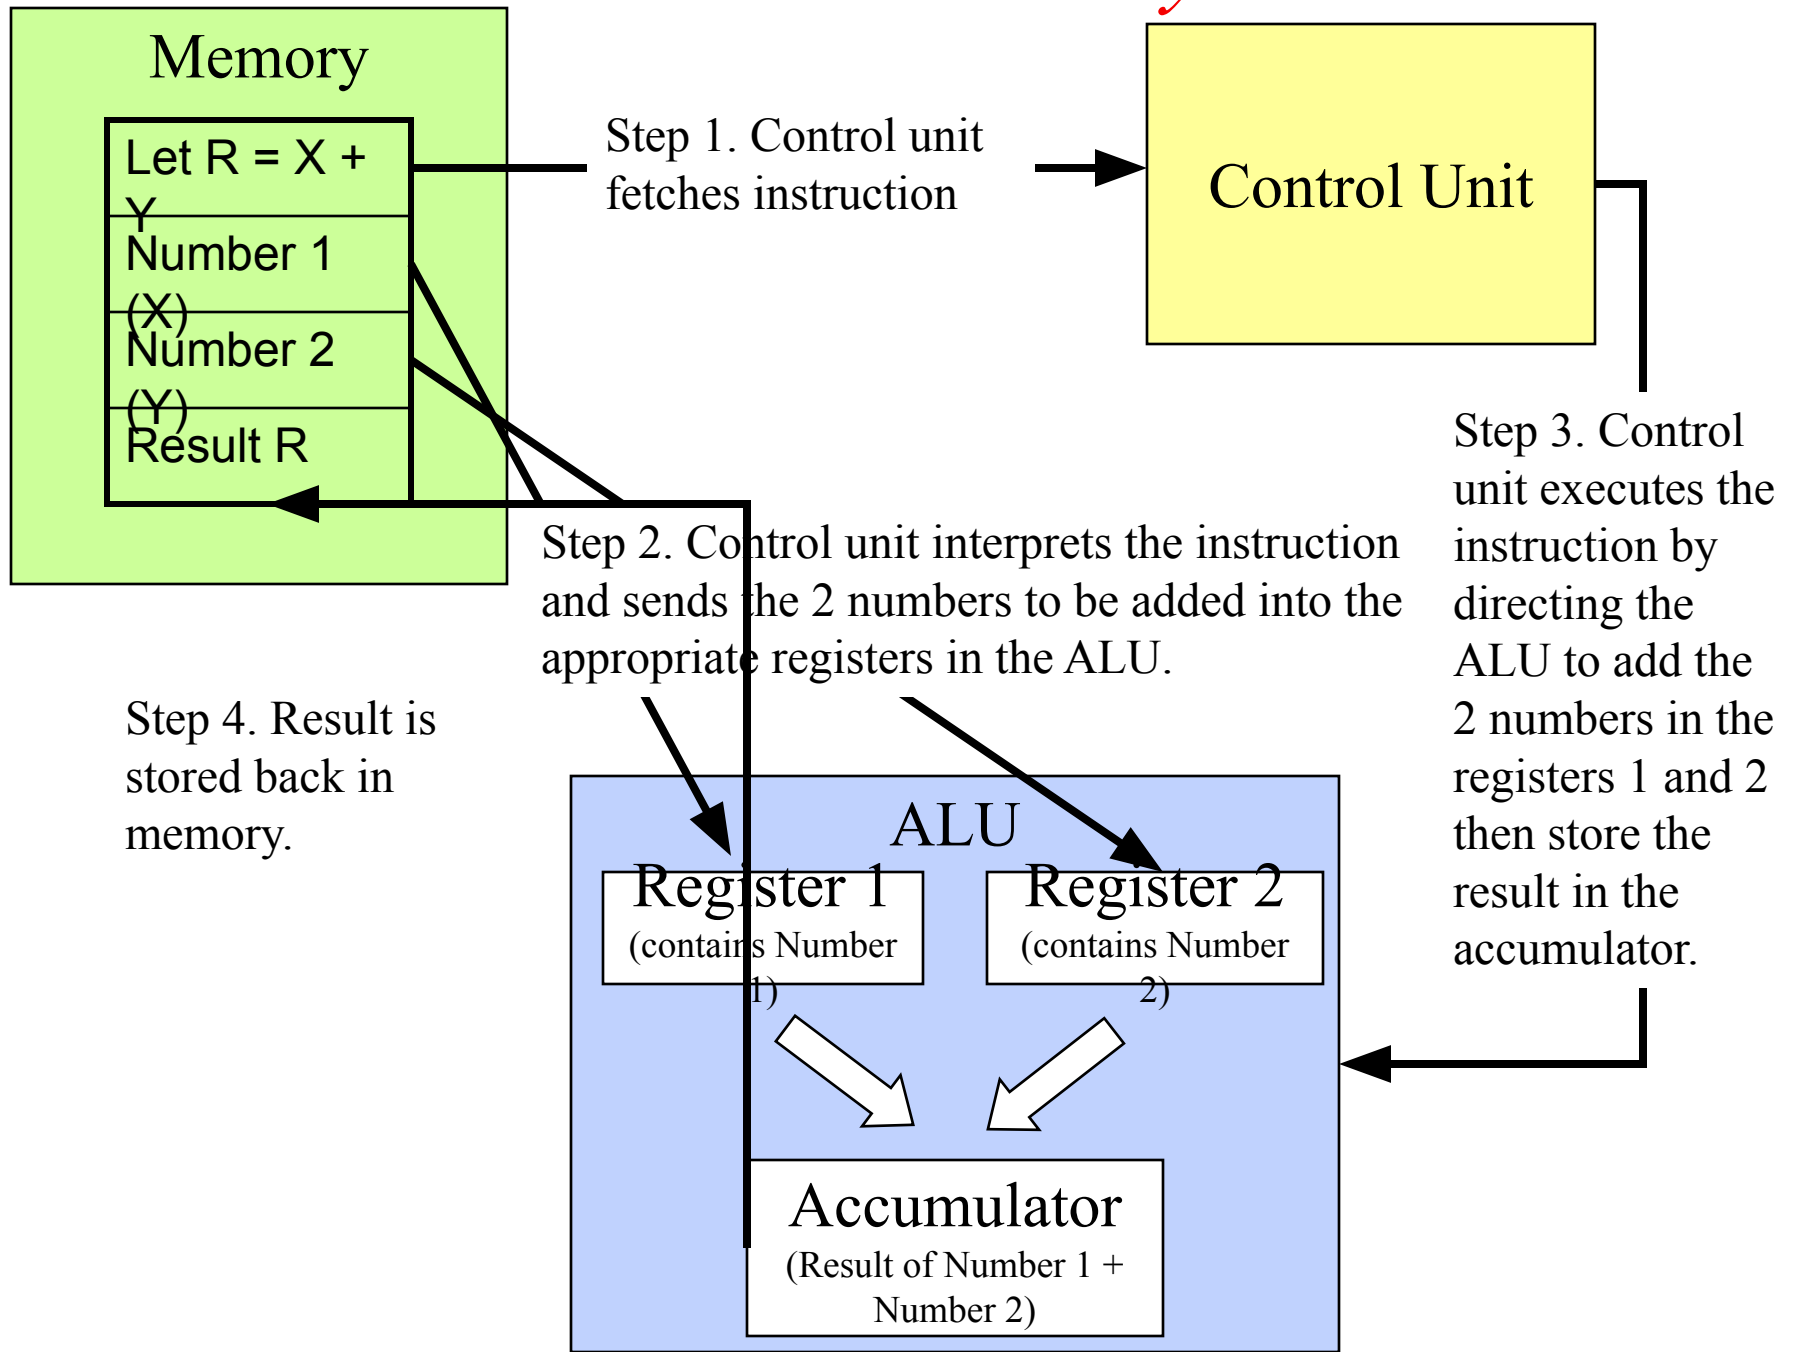 Memory
Let R = X +
Y
Number 1
(X)
Number 2
(Y)
Result R
Step 1. Control unit
fetches instruction
Control Unit
Step 2. Control unit interprets the instruction
and sends the 2 numbers to be added into the
appropriate registers in the ALU.
Step 3. Control
unit executes the
instruction by
directing the
ALU to add the
2 numbers in the
registers 1 and 2
then store the
result in the
accumulator.
Step 4. Result is
stored back in
memory.
ALU
Register 1
(contains Number
1)
Register 2
(contains Number
2)
Accumulator
(Result of Number 1 +
Number 2)